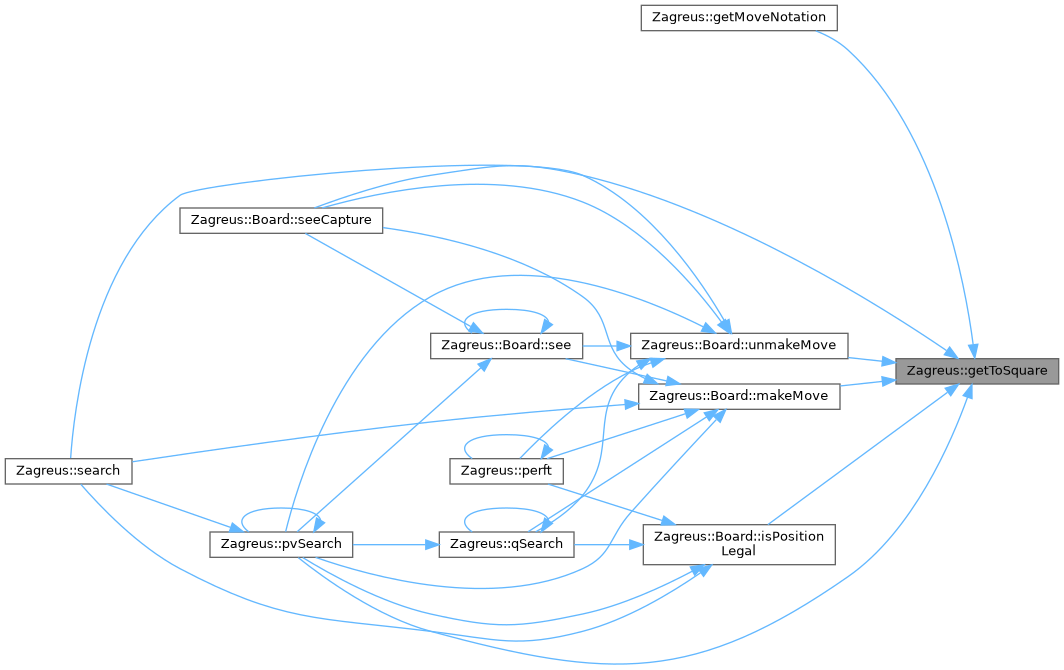 Zagreus::getMoveNotation
Zagreus::Board::seeCapture
Zagreus::Board::see
Zagreus::Board::unmakeMove
Zagreus::getToSquare
Zagreus::Board::makeMove
Zagreus::search
Zagreus::perft
Zagreus::pvSearch
Zagreus::qSearch
Zagreus::Board::isPosition
Legal